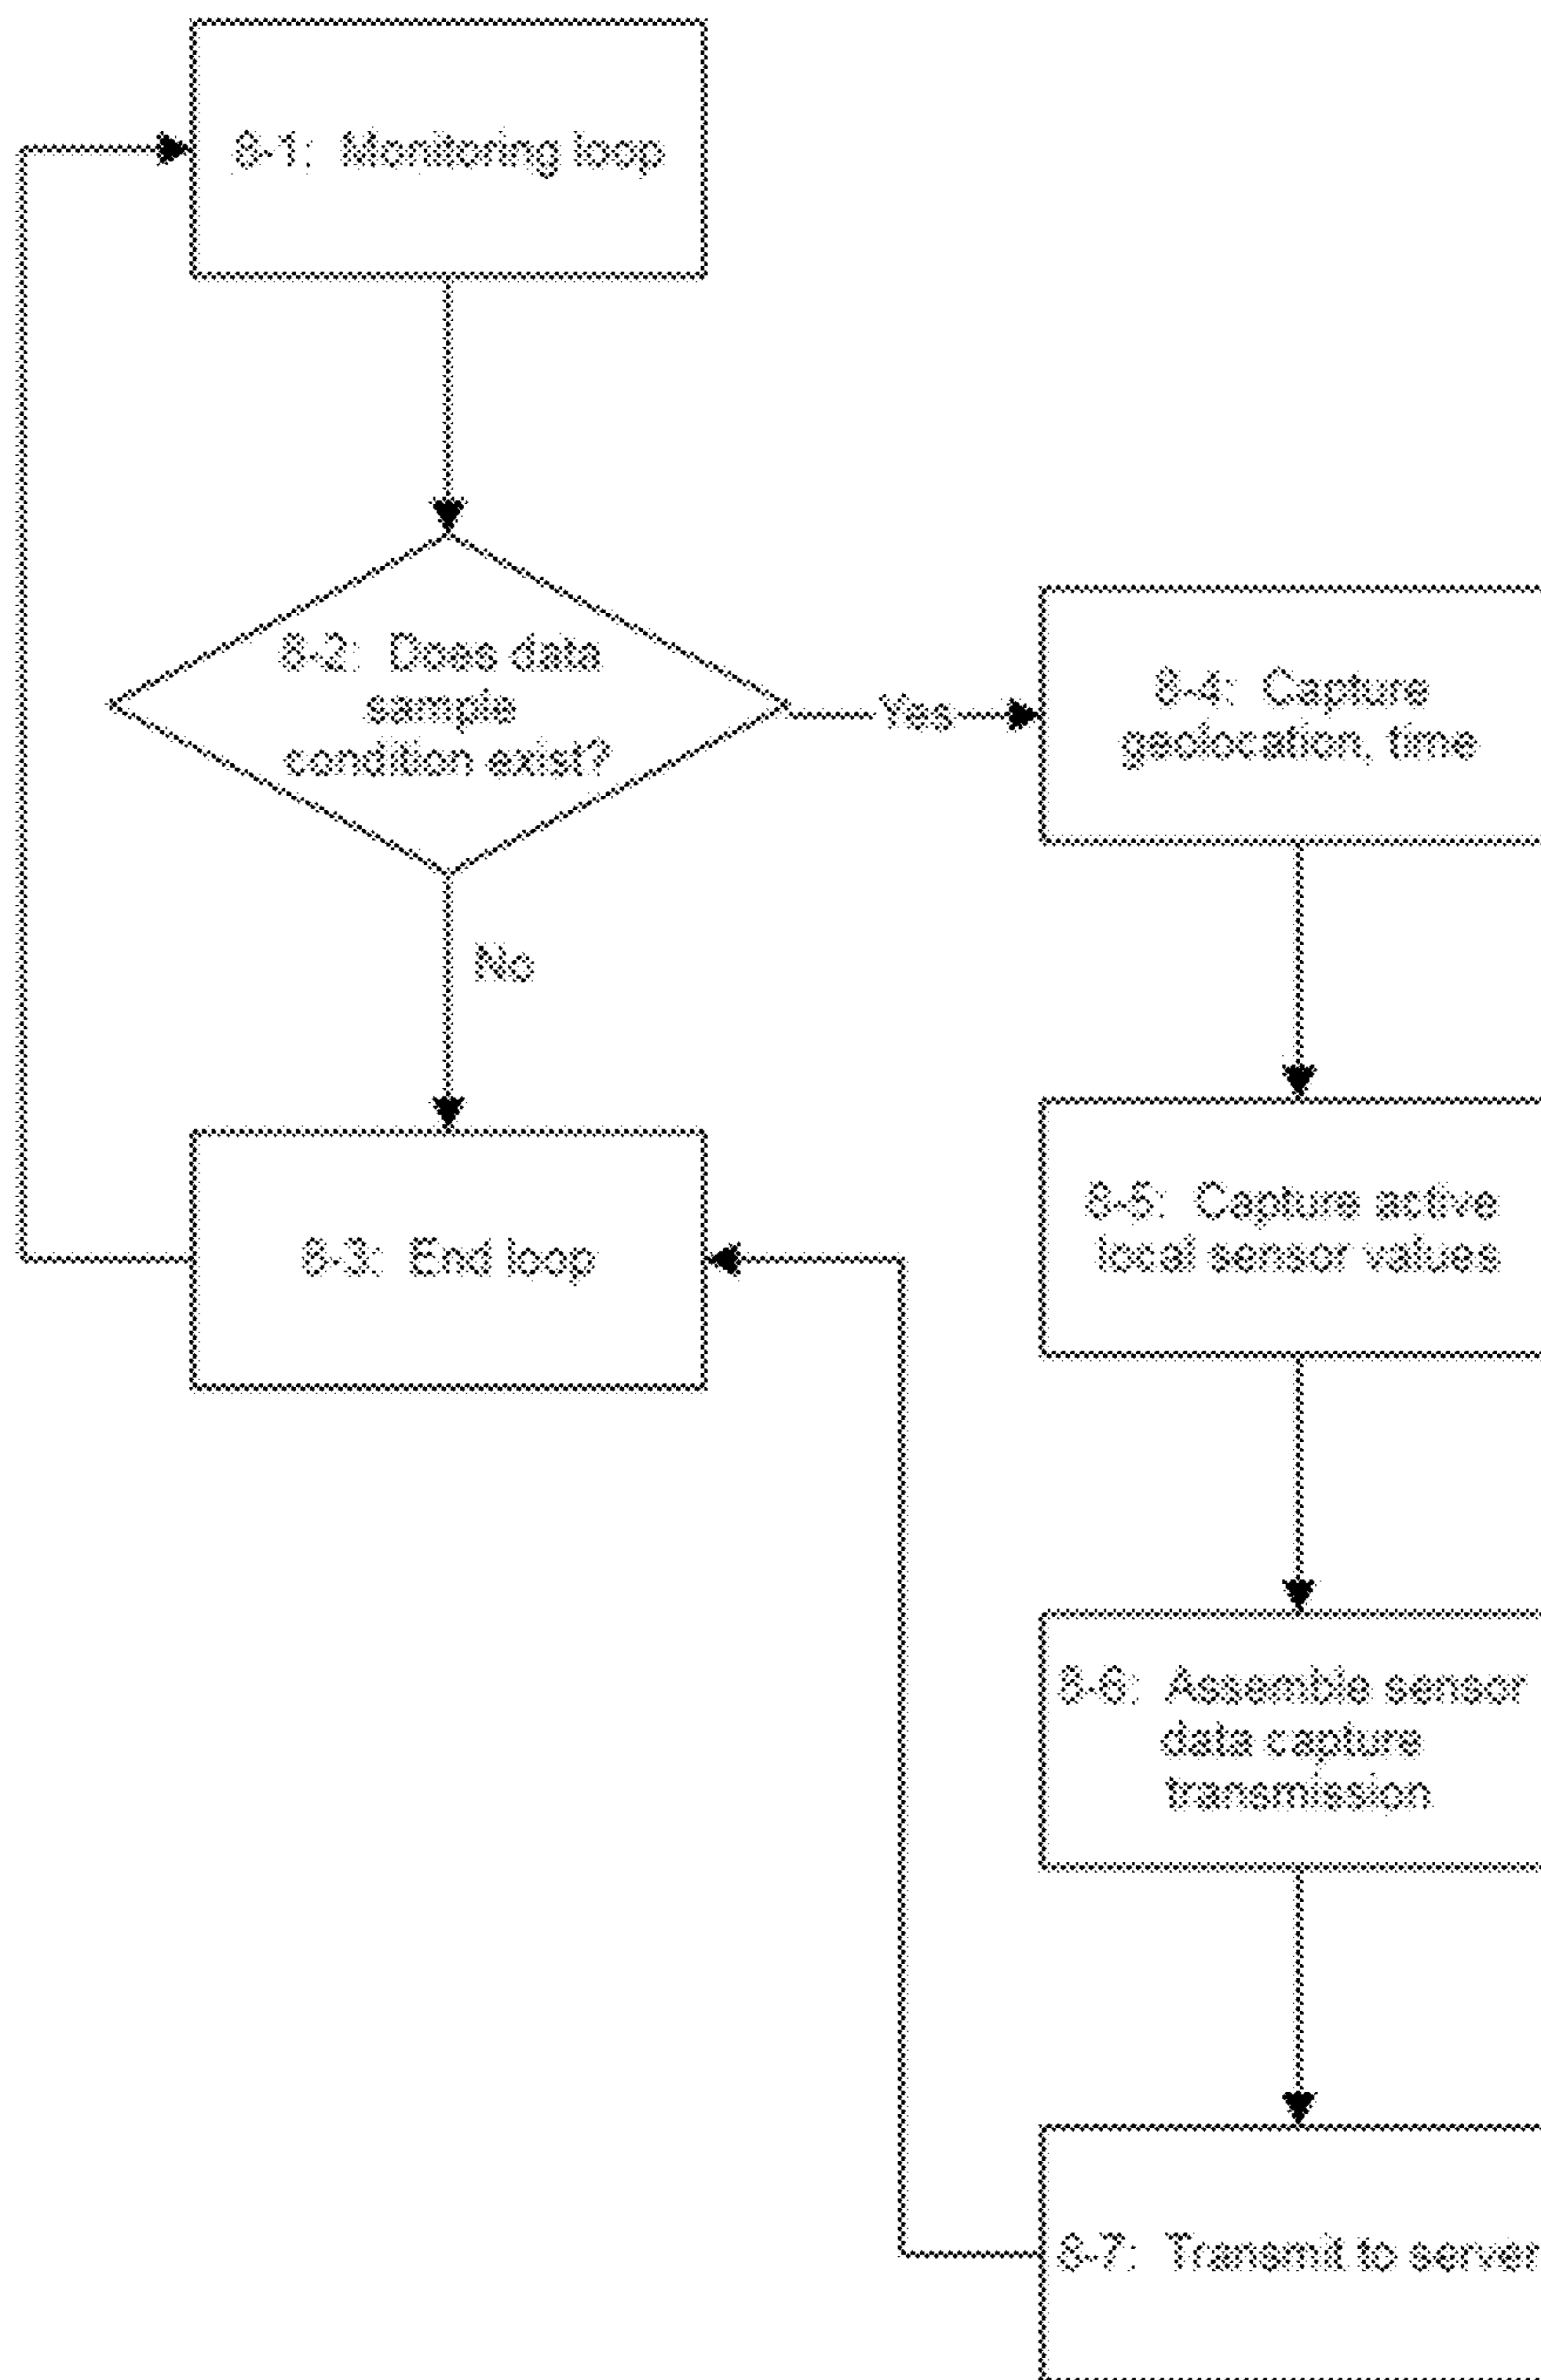 8-1: Monitoring loop
8-2: Does data
sample
condition exist?
Yes
No
8-3: End loop
8-4: Capture
geolocation, time
8-5: Capture active
local sensor values
8-6: Assemble sensor
data capture
transmission
8-7: Transmit to server